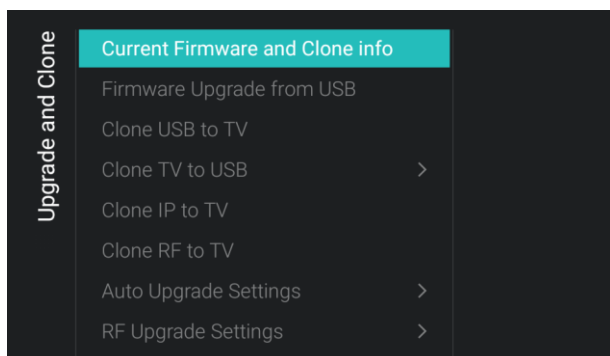 Upgrade and Clone
Current Firmware and Clone info
Firmware Upgrade from USB
Clone USB to TV
Clone TV to USB
Clone IP to TV
Clone RF to TV
Auto Upgrade Settings
RF Upgrade Settings